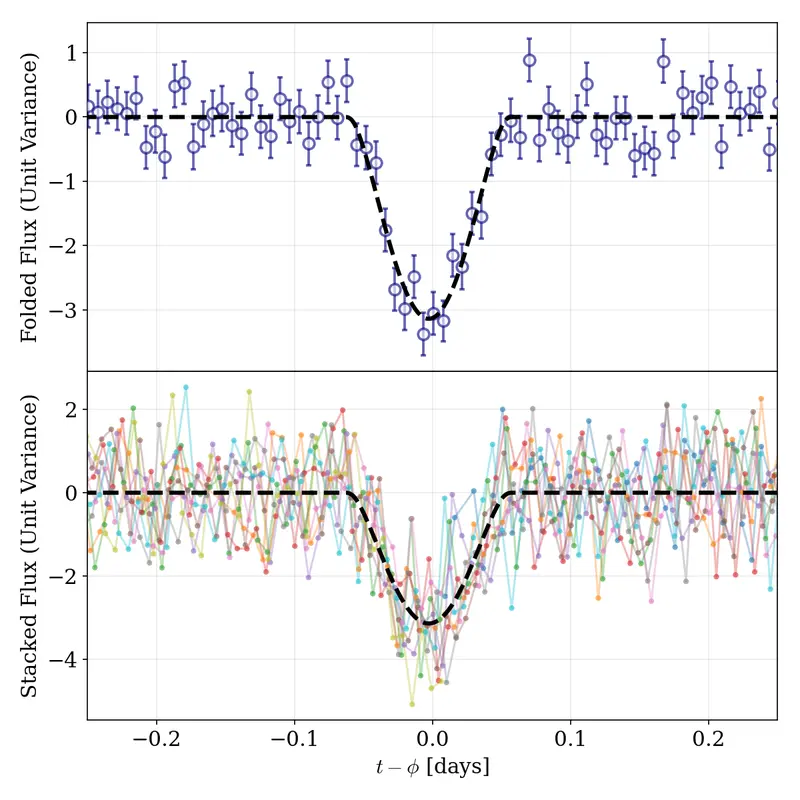 Folded Flux (Unit Variance)
1
0
−1
−2
−3
Stacked Flux (Unit Variance)
2
0
−2
−4
−0.2 −0.1 0.0 0.1 0.2
t − ϕ [days]